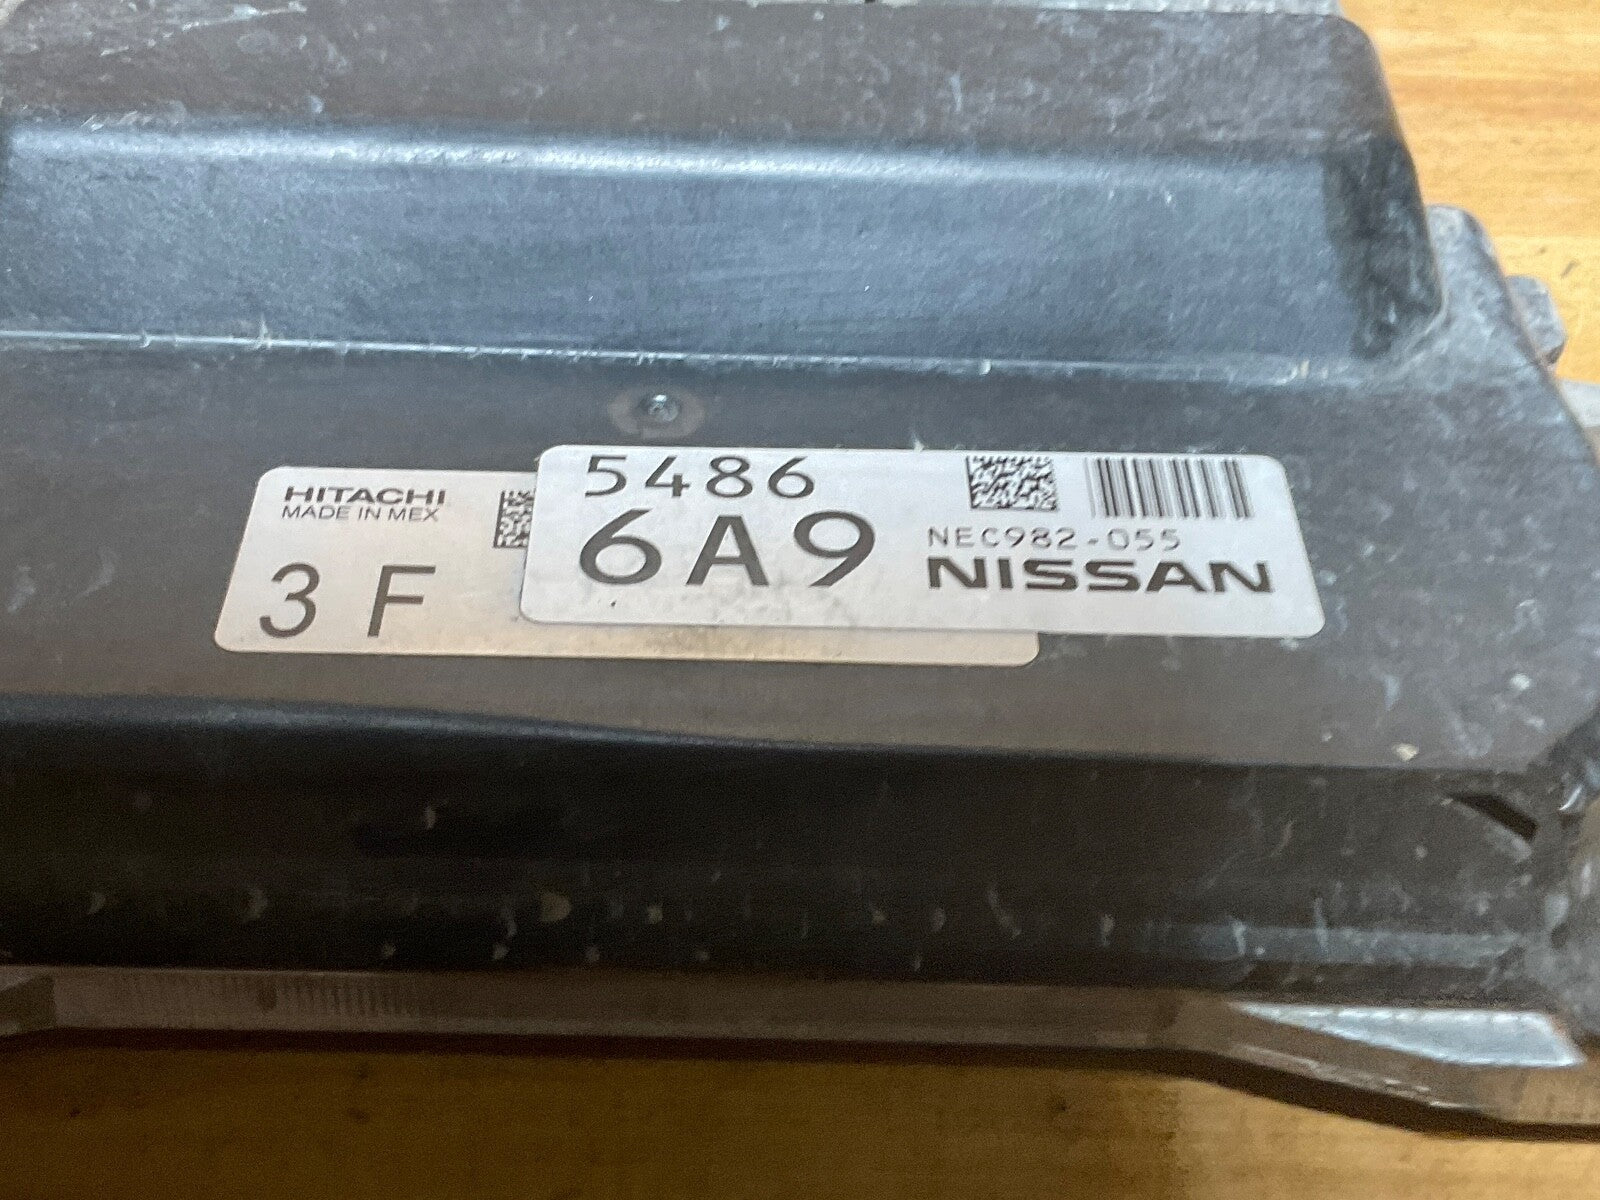 HITACHI
MADE IN MEX
3 F
5486
6A9
NEC982-055
NISSAN